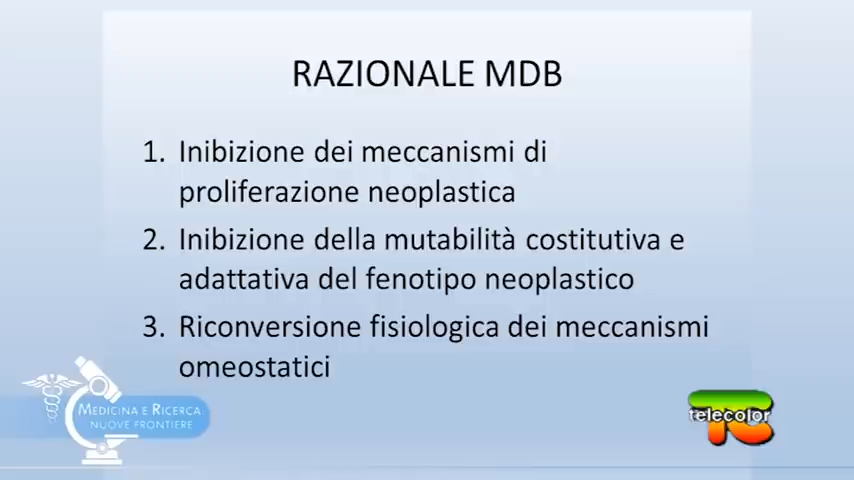 RAZIONALE MDB
1. Inibizione dei meccanismi di
proliferazione neoplastica
2. Inibizione della mutabilità costitutiva e
adattativa del fenotipo neoplastico
3. Riconversione fisiologica dei meccanismi
omeostatici
MEDICINA E RICERCA
NUOVE FRONTIERE
telecolor